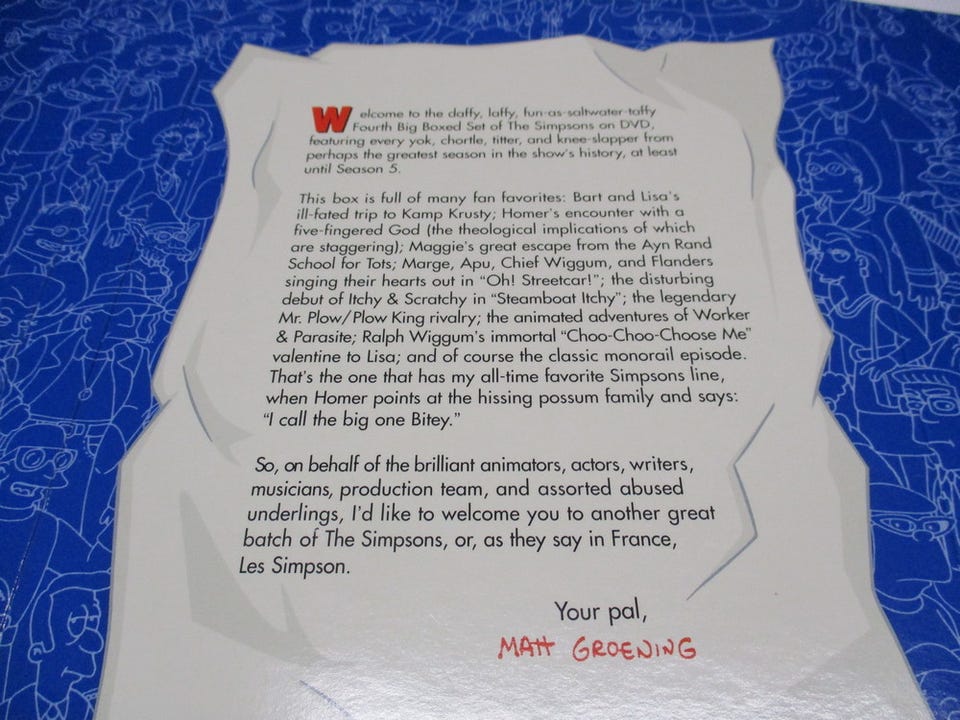 Welcome to the daffy, laffy, fun-as-saltwater-taffy
Fourth Big Boxed Set of The Simpsons on DVD,
featuring every yok, chortle, titter, and knee-slapper from
perhaps the greatest season in the show's history, at least
until Season 5.
This box is full of many fan favorites: Bart and Lisa's
ill-fated trip to Kamp Krusty; Homer's encounter with a
five-fingered God (the theological implications of which
are staggering); Maggie's great escape from the Ayn Rand
School for Tots; Marge, Apu, Chief Wiggum, and Flanders
singing their hearts out in "Oh! Streetcar!"; the disturbing
debut of Itchy & Scratchy in "Steamboat Itchy"; the legendary
Mr. Plow/Plow King rivalry; the animated adventures of Worker
& Parasite; Ralph Wiggum's immortal "Choo-Choo-Choose Me"
valentine to Lisa; and of course the classic monorail episode.
That's the one that has my all-time favorite Simpsons line,
when Homer points at the hissing possum family and says:
"I call the big one Bitey."
So, on behalf of the brilliant animators, actors, writers,
musicians, production team, and assorted abused
underlings, I'd like to welcome you to another great
batch of The Simpsons, or, as they say in France,
Les Simpson.
Your pal,
MATT GROENING